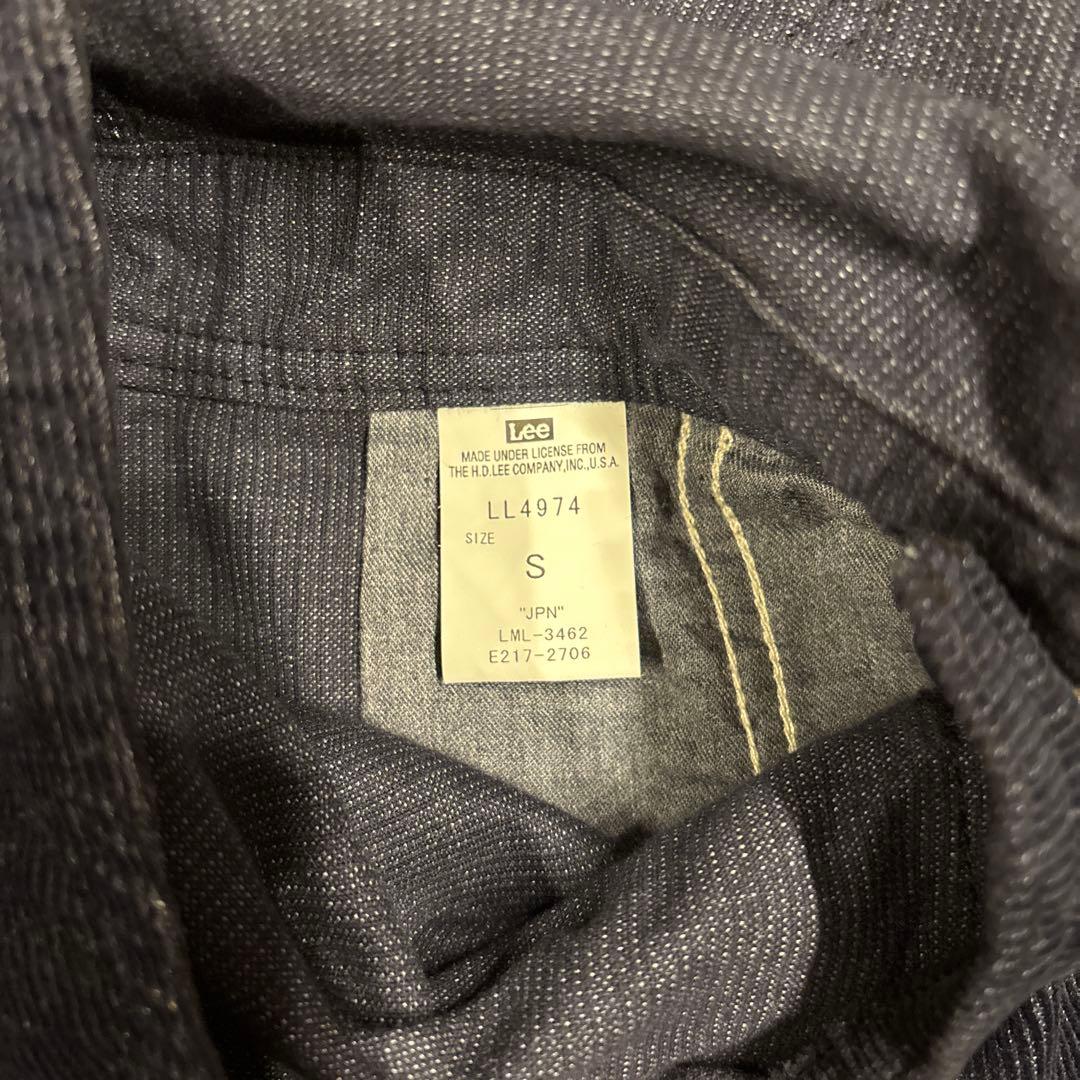 Lee
MADE UNDER LICENSE FROM
THE H.D.LEE COMPANY,INC.,U.S.A.
LL4974
SIZE
S
"JPN"
LML-3462
E217-2706